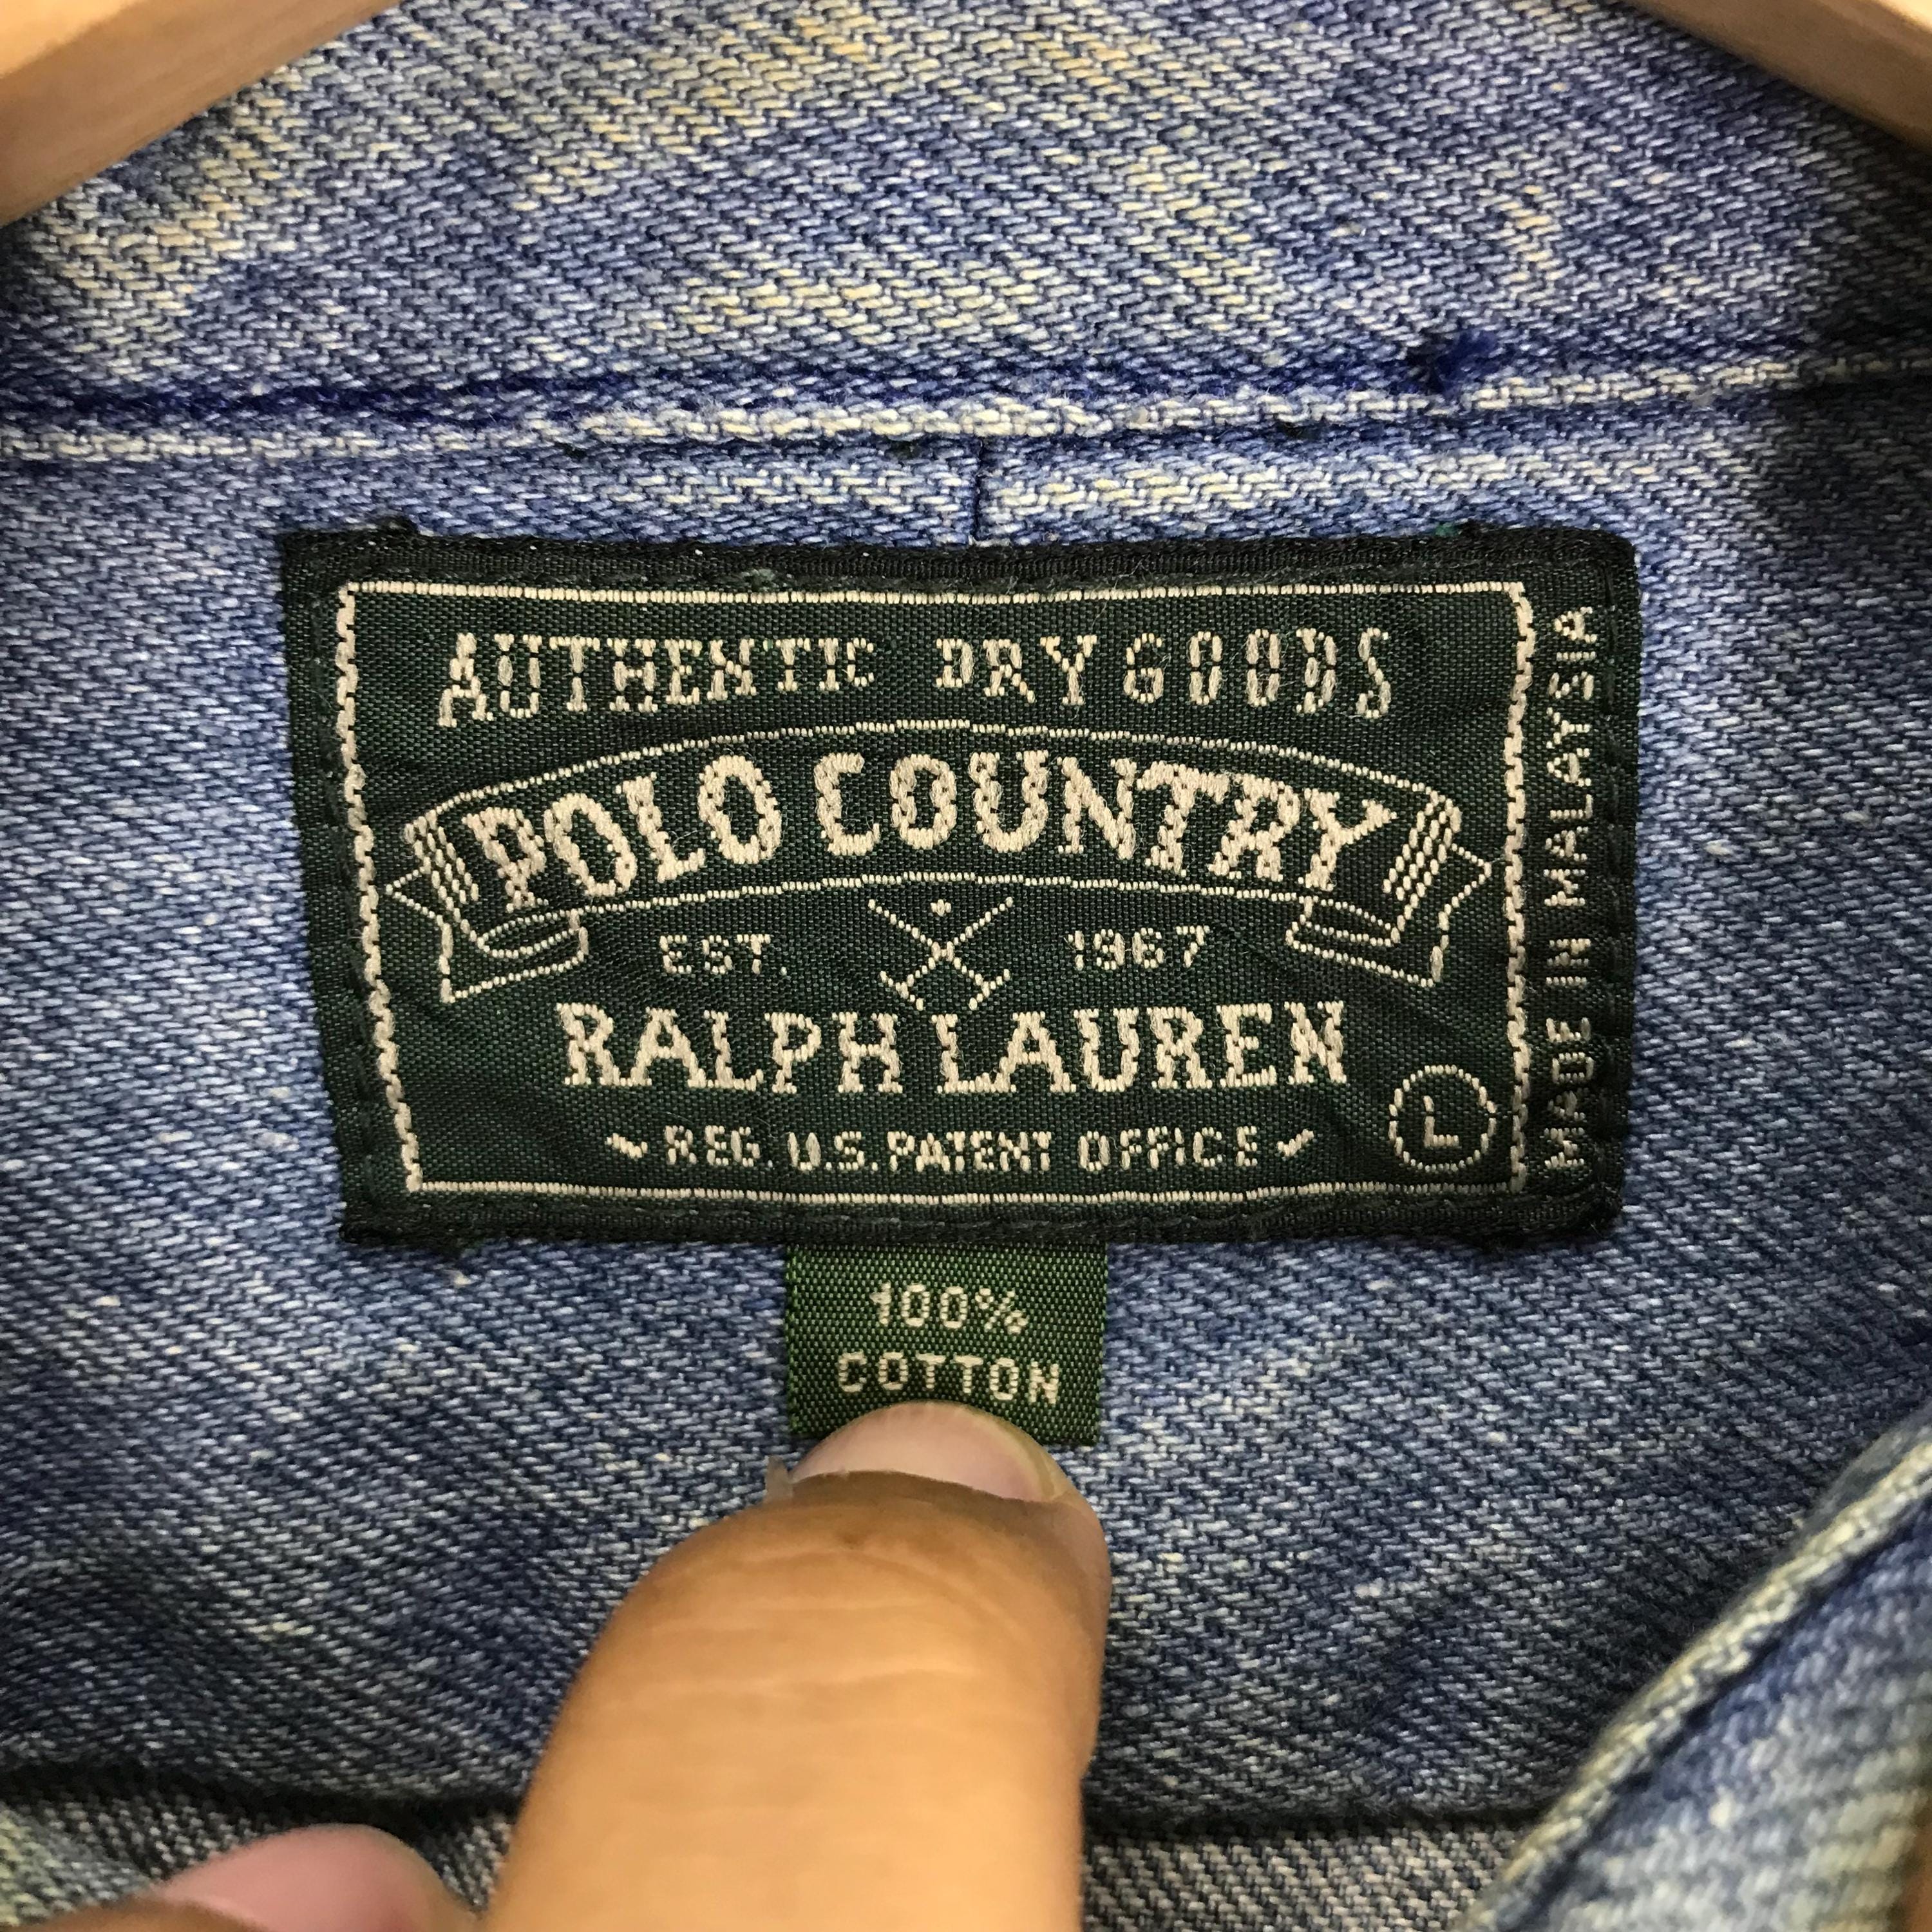 AUTHENTIC DRY GOODS
POLO COUNTRY
EST. 1967
RALPH LAUREN
REG. U.S. PATENT OFFICE
L
MADE IN MALAYSIA
100%
COTTON